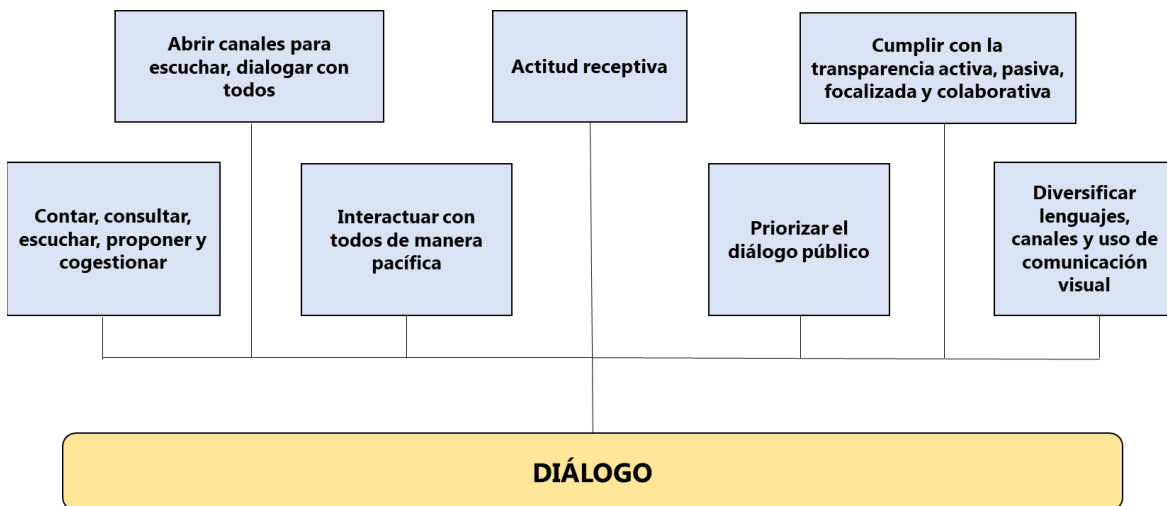 Abrir canales para
escuchar, dialogar con
todos
Actitud receptiva
Cumplir con la
transparencia activa, pasiva,
focalizada y colaborativa
Contar, consultar,
escuchar, proponer y
cogestionar
Interactuar con
todos de manera
pacífica
Priorizar el
diálogo público
Diversificar
lenguajes,
canales y uso de
comunicación
visual
DIÁLOGO